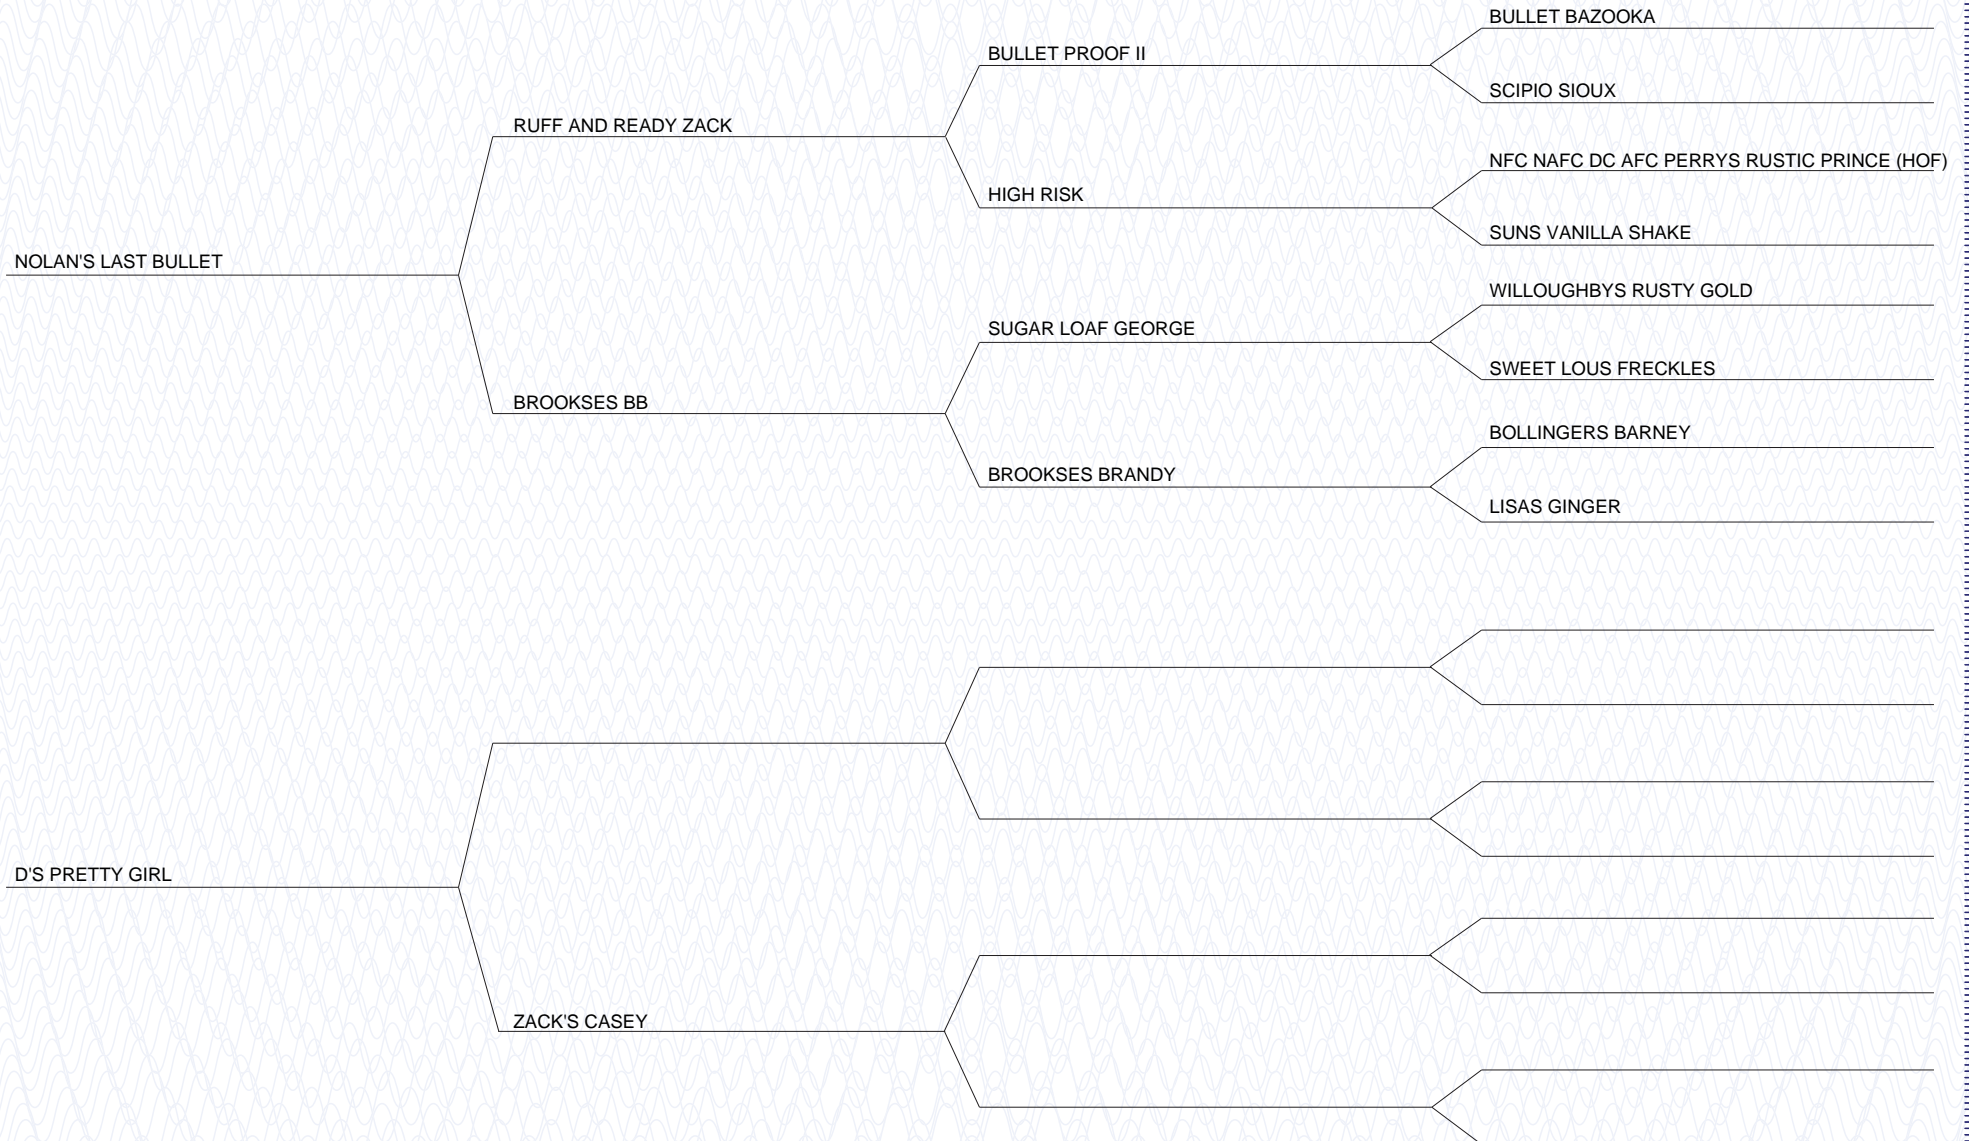 BULLET BAZOOKA
BULLET PROOF II
SCIPIO SIOUX
RUFF AND READY ZACK
NFC NAFC DC AFC PERRYS RUSTIC PRINCE (HOF)
HIGH RISK
SUNS VANILLA SHAKE
NOLAN'S LAST BULLET
WILLOUGHBYS RUSTY GOLD
SUGAR LOAF GEORGE
SWEET LOUS FRECKLES
BROOKSES BB
BOLLINGERS BARNEY
BROOKSES BRANDY
LISAS GINGER
D'S PRETTY GIRL
ZACK'S CASEY